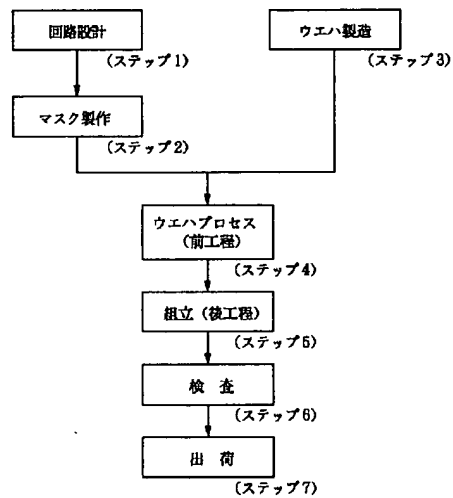 回路設計
(ステップ1)
ウエハ製造
(ステップ3)
マスク製作
(ステップ2)
ウエハプロセス
(前工程)
(ステップ4)
組立(後工程)
(ステップ5)
検 査
(ステップ6)
出 荷
(ステップ7)